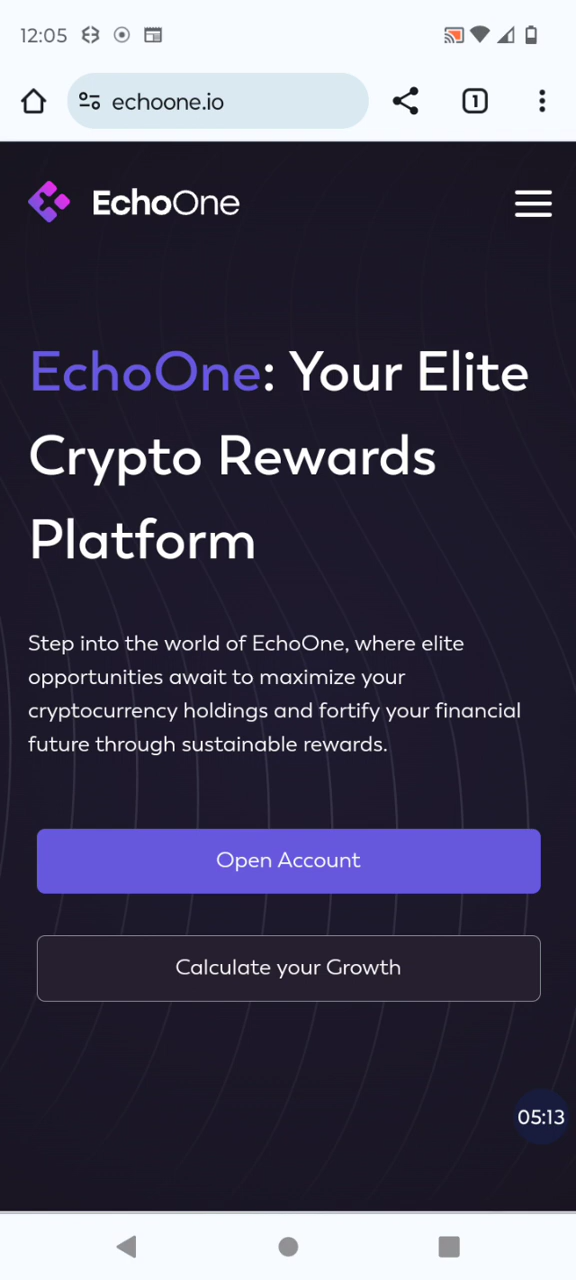 12:05
echoone.io
1
EchoOne
EchoOne: Your Elite
Crypto Rewards
Platform
Step into the world of EchoOne, where elite
opportunities await to maximize your
cryptocurrency holdings and fortify your financial
future through sustainable rewards.
Open Account
Calculate your Growth
05:13